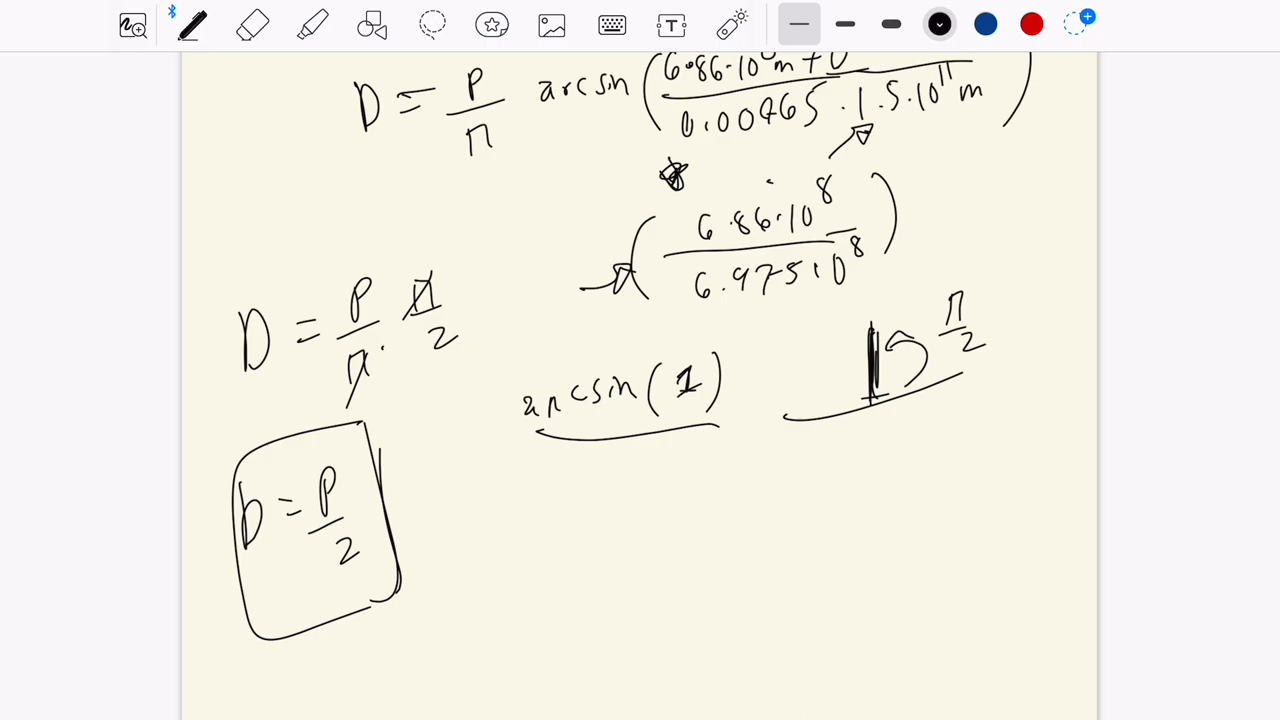 D = P/π arcsin (6.86·10 m + 0 / 0.00465 · 1.5·10¹¹ m)
(6.86·10⁸ / 6.975·10⁸)
D = P/π · π/2
arcsin(1)
π/2
D = P/2
T